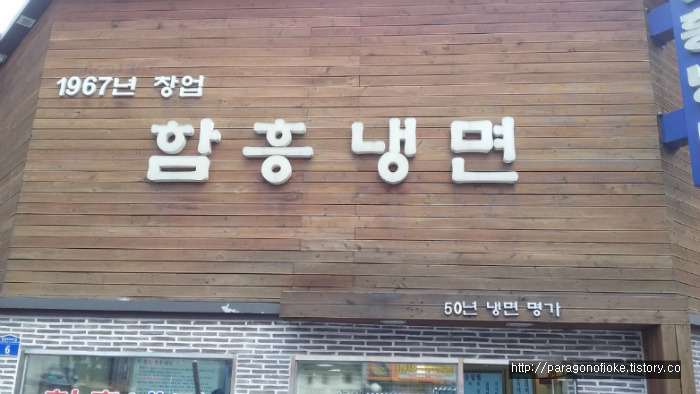 1967년 창업
함흥냉면
50년 냉면 명가
6
http://paragonofjoke.tistory.co